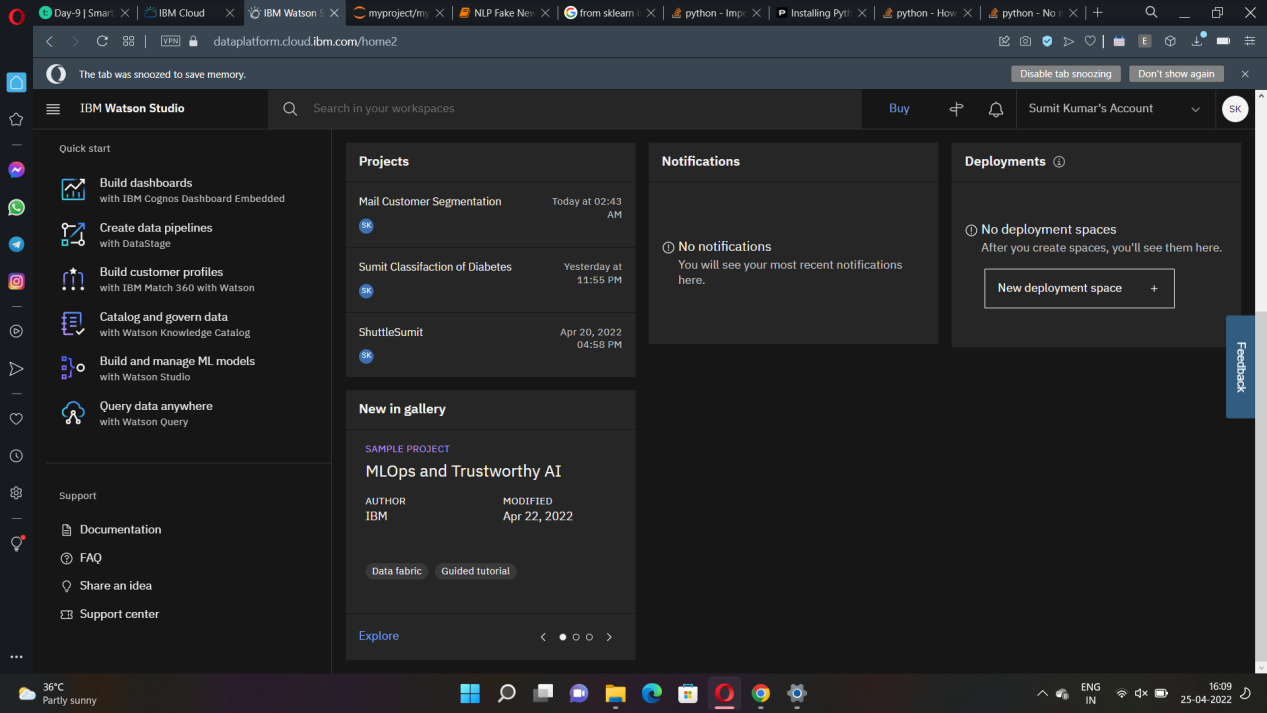 Day-9 | Smart
IBM Cloud
IBM Watson S
myproject/my
NLP Fake New
from sklearn i
python - Impo
Installing Pyth
python - How
python - No n
VPN
dataplatform.cloud.ibm.com/home2
E
The tab was snoozed to save memory.
Disable tab snoozing
Don't show again
IBM Watson Studio
Search in your workspaces
Buy
Sumit Kumar's Account
SK
Quick start
Build dashboards
with IBM Cognos Dashboard Embedded
Create data pipelines
with DataStage
Build customer profiles
with IBM Match 360 with Watson
Catalog and govern data
with Watson Knowledge Catalog
Build and manage ML models
with Watson Studio
Query data anywhere
with Watson Query
Support
Documentation
FAQ
Share an idea
Support center
Projects
Mail Customer Segmentation
Today at 02:43
AM
SK
Sumit Classifaction of Diabetes
Yesterday at
11:55 PM
SK
ShuttleSumit
Apr 20, 2022
04:58 PM
SK
New in gallery
SAMPLE PROJECT
MLOps and Trustworthy AI
AUTHOR
MODIFIED
IBM
Apr 22, 2022
Data fabric
Guided tutorial
Explore
Notifications
No notifications
You will see your most recent notifications
here.
Deployments
No deployment spaces
After you create spaces, you'll see them here.
New deployment space +
Feedback
36°C
Partly sunny
ENG
IN
16:09
25-04-2022